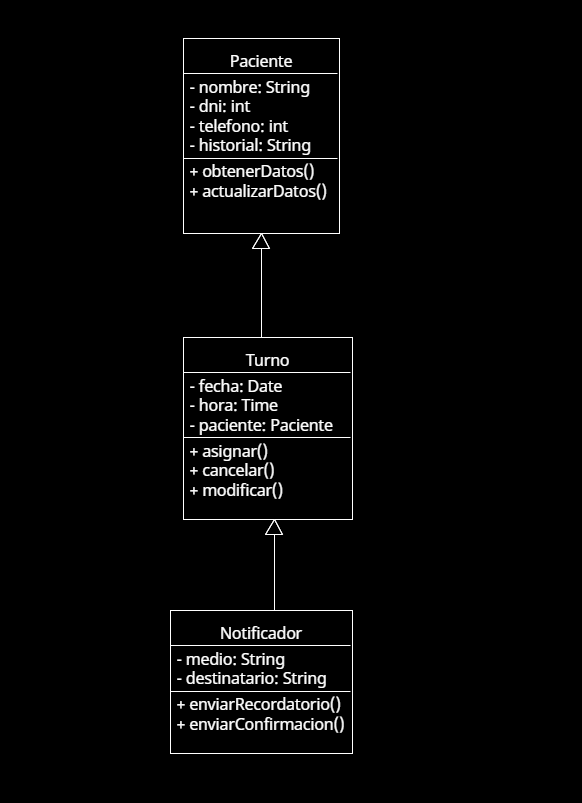 Paciente
- nombre: String
- dni: int
- telefono: int
- historial: String
+ obtenerDatos()
+ actualizarDatos()
Turno
- fecha: Date
- hora: Time
- paciente: Paciente
+ asignar()
+ cancelar()
+ modificar()
Notificador
- medio: String
- destinatario: String
+ enviarRecordatorio()
+ enviarConfirmacion()